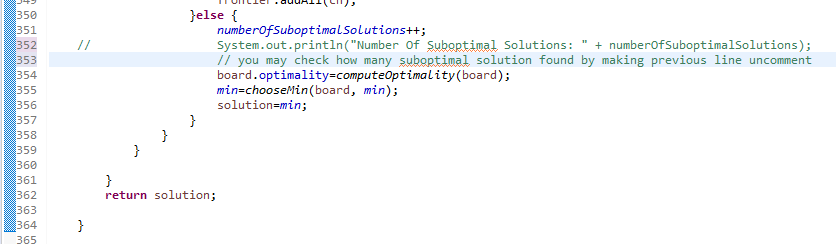 349 frontier.addAll(ch);
350 }else {
351 numberOfSuboptimalSolutions++;
352 // System.out.println("Number Of Suboptimal Solutions: " + numberOfSuboptimalSolutions);
353 // you may check how many suboptimal solution found by making previous line uncomment
354 board.optimality=computeOptimality(board);
355 min=chooseMin(board, min);
356 solution=min;
357 }
358 }
359 }
360
361 }
362 return solution;
363
364 }
365